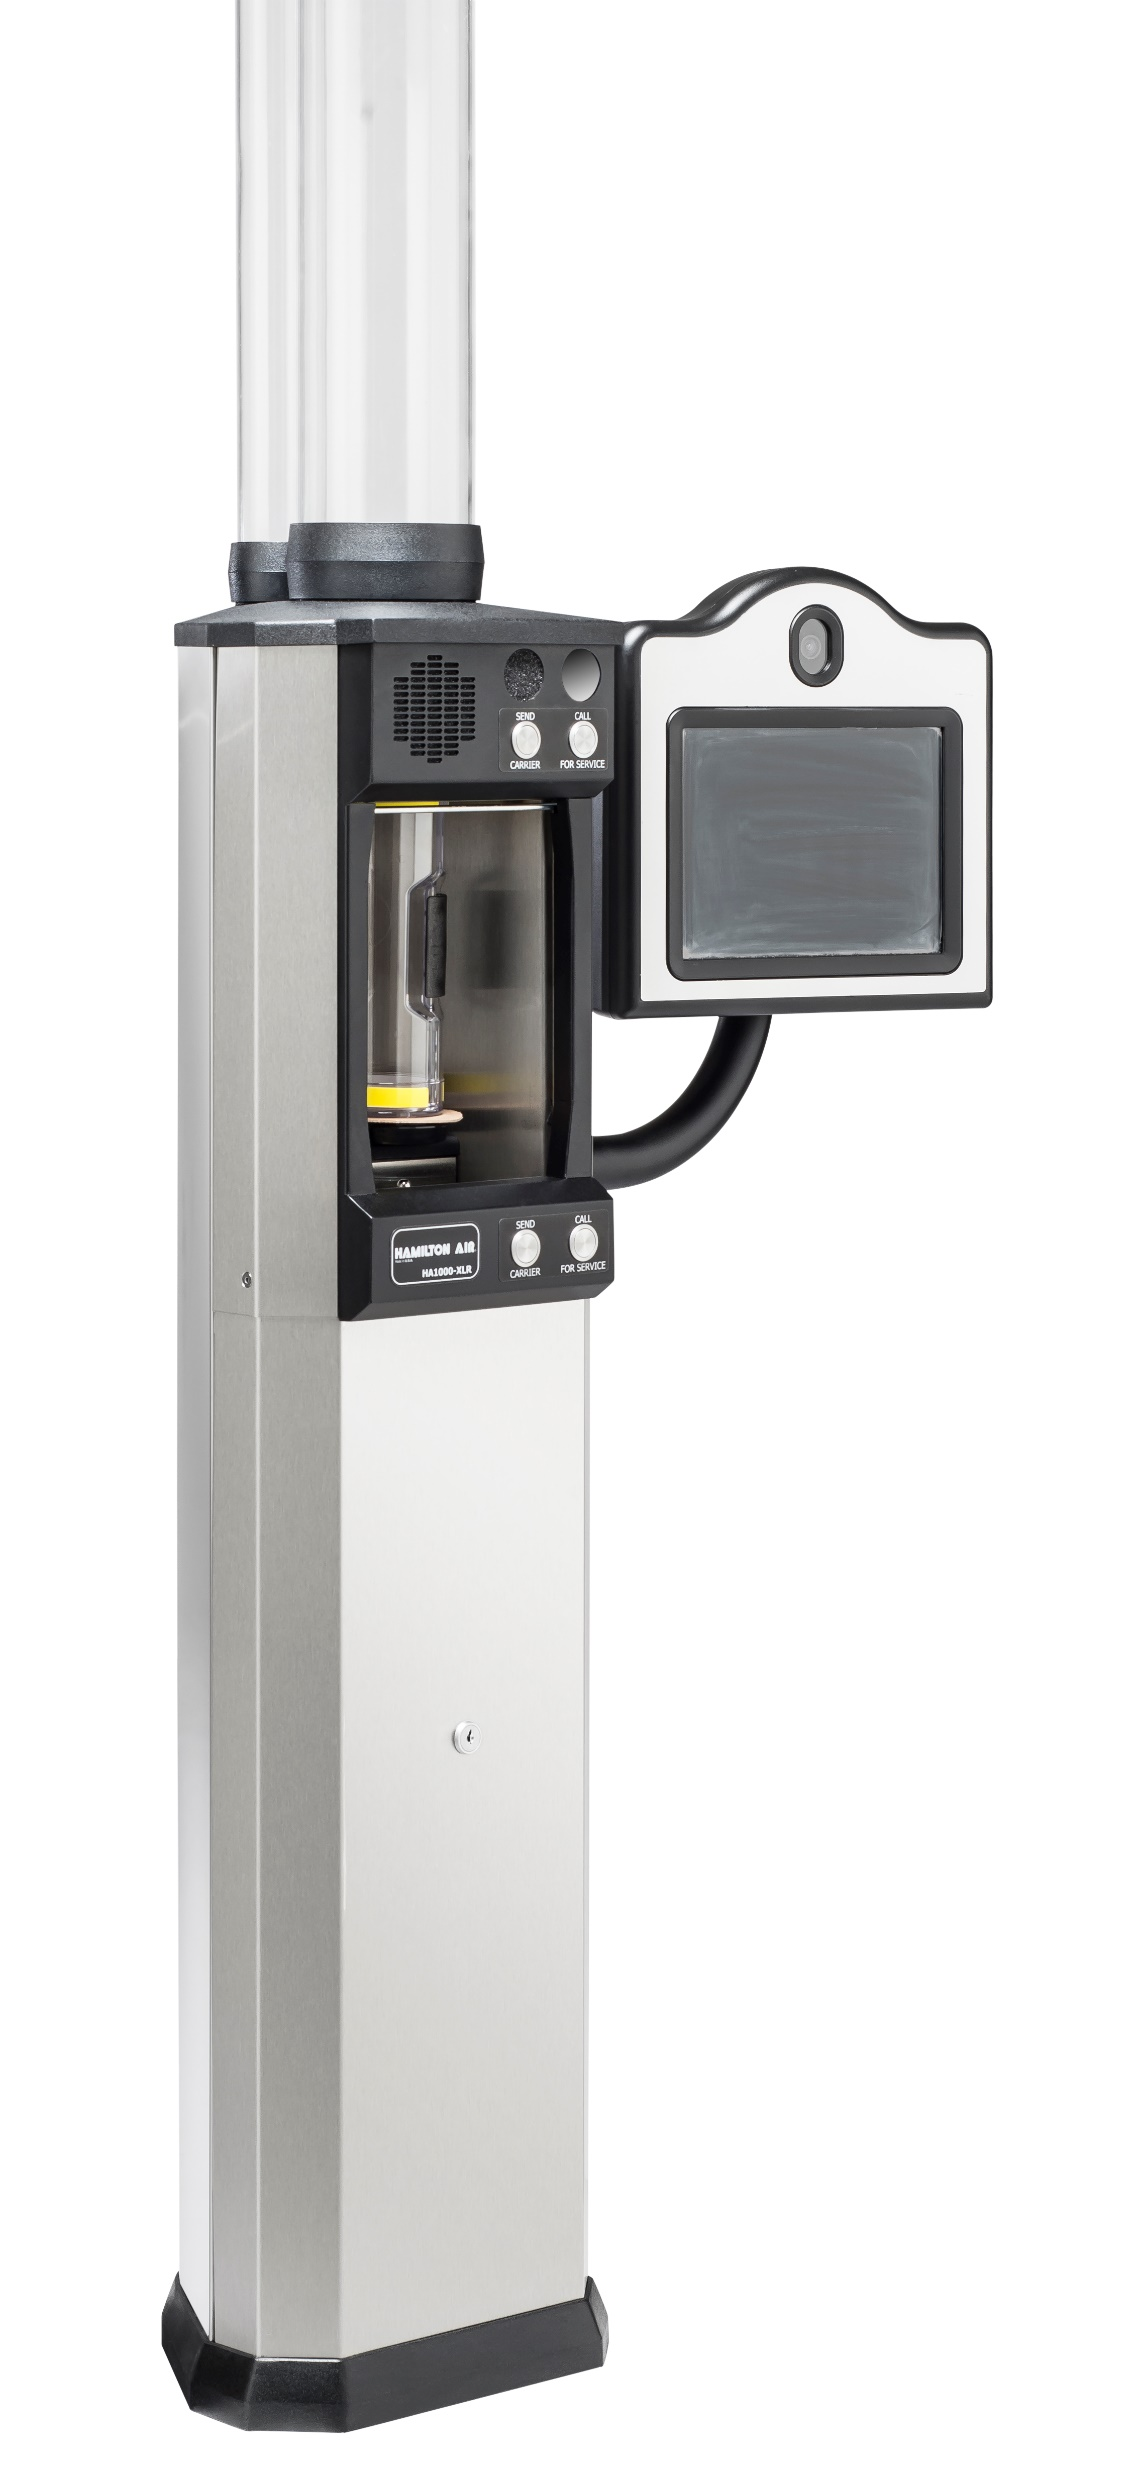 SEND
CARRIER
CALL
FOR SERVICE
HAMILTON AIR
HA1000-XLR
SEND
CARRIER
CALL
FOR SERVICE